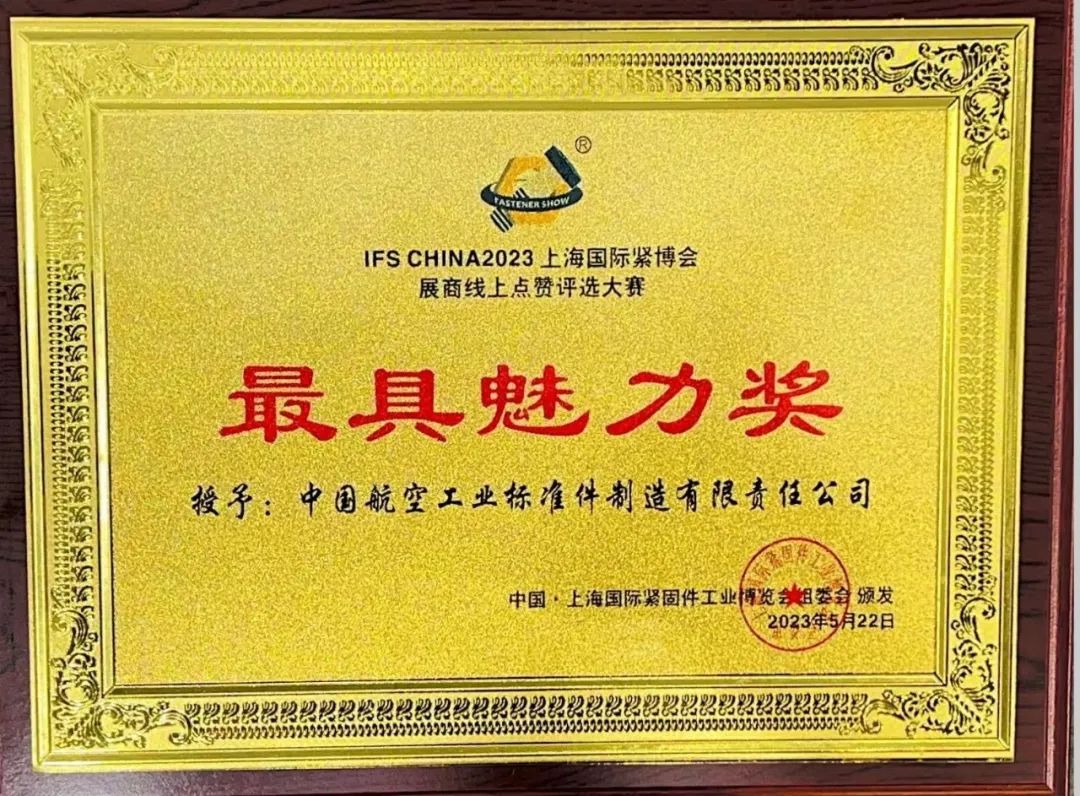 ®
FASTENER SHOW
IFS CHINA2023 上海国际紧博会
展商线上点赞评选大赛
最具魅力奖
授予：中国航空工业标准件制造有限责任公司
中国·上海国际紧固件工业博览会组委会 颁发
2023年5月22日